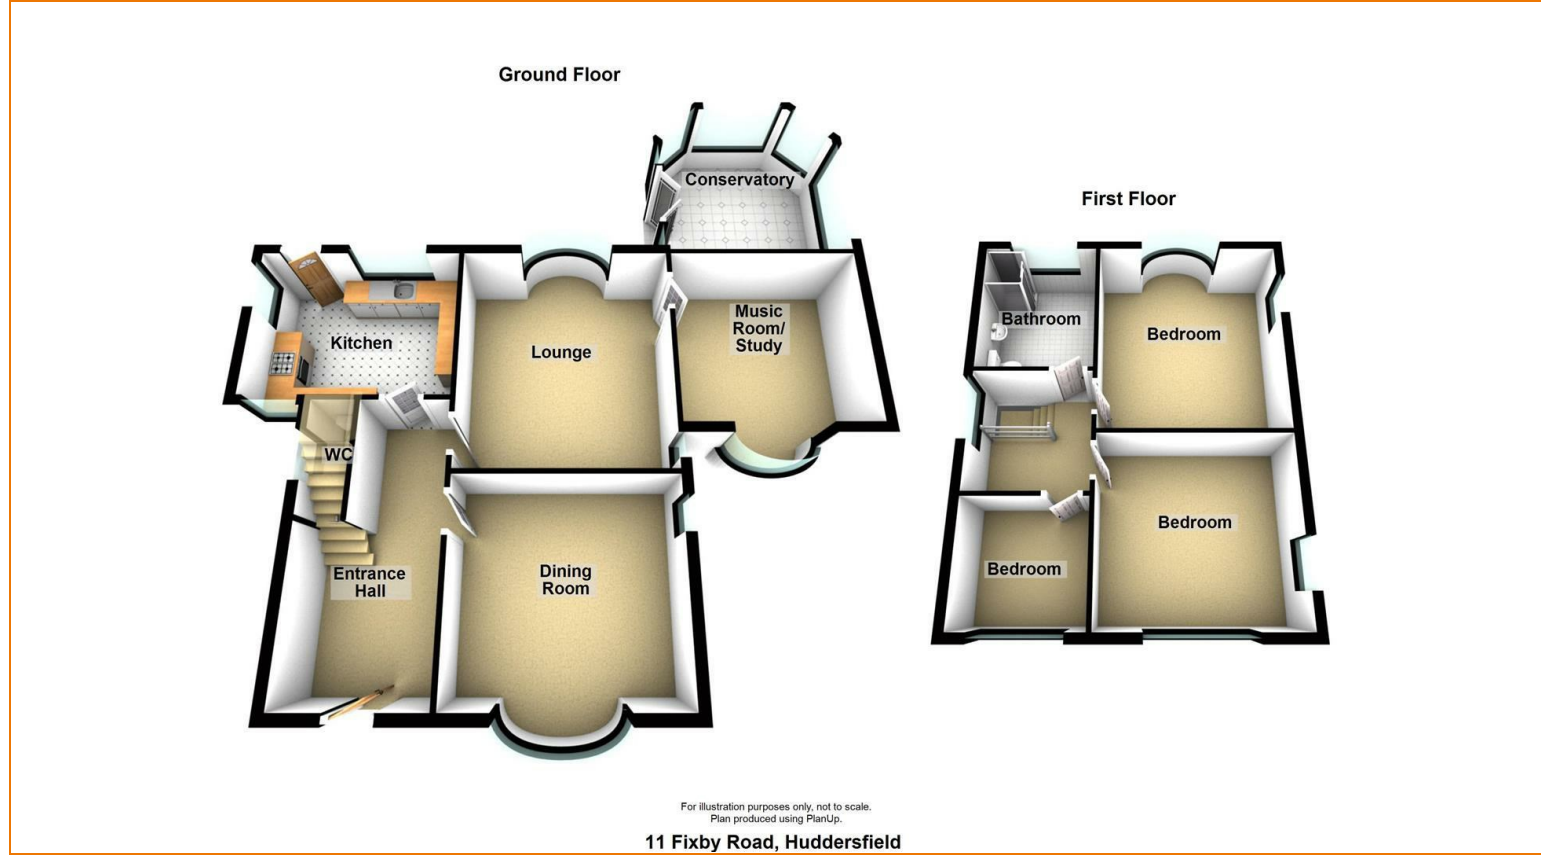 Ground Floor
Conservatory
Kitchen
Lounge
Music
Room/
Study
WC
Entrance
Hall
Dining
Room
First Floor
Bathroom
Bedroom
Bedroom
Bedroom
For illustration purposes only, not to scale.
Plan produced using PlanUp.
11 Fixby Road, Huddersfield